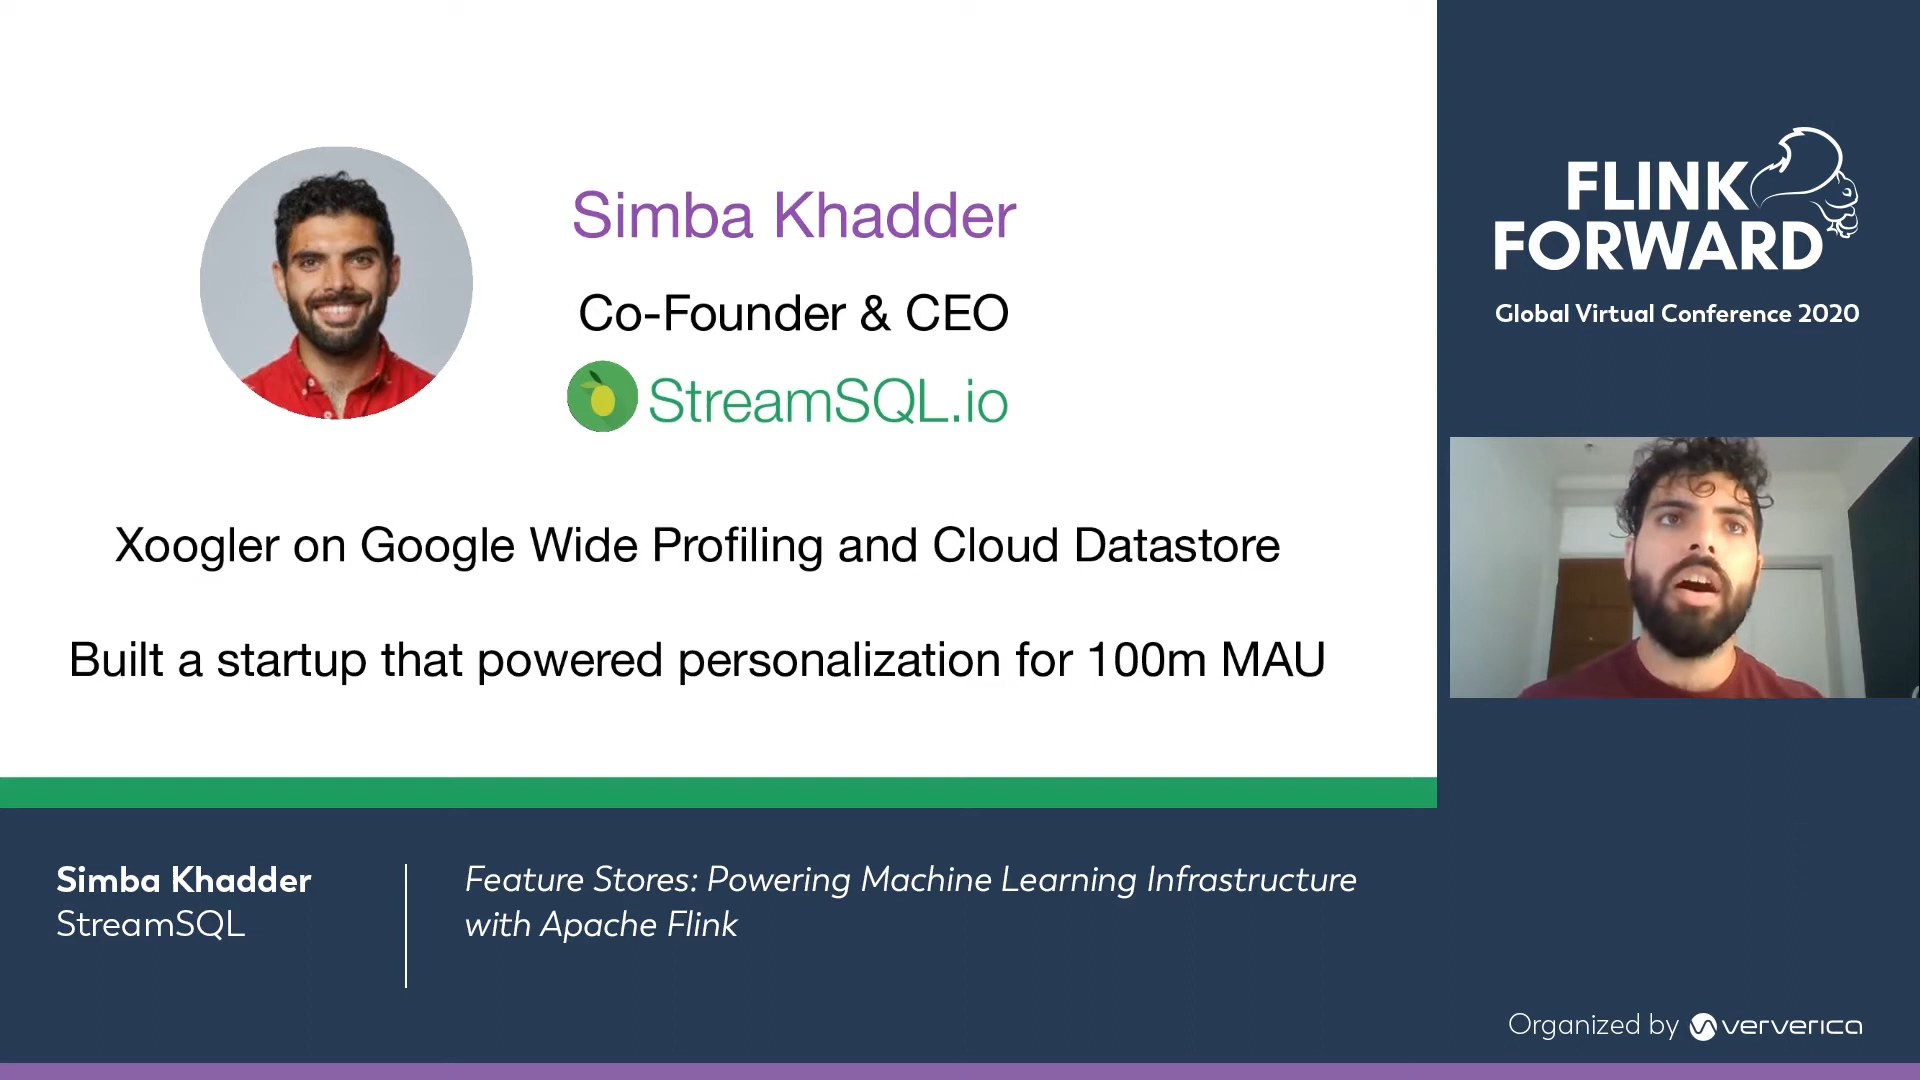 Simba Khadder
Co-Founder & CEO
StreamSQL.io
Xoogler on Google Wide Profiling and Cloud Datastore
Built a startup that powered personalization for 100m MAU
FLINK
FORWARD
Global Virtual Conference 2020
Simba Khadder
StreamSQL
Feature Stores: Powering Machine Learning Infrastructure
with Apache Flink
Organized by ververica